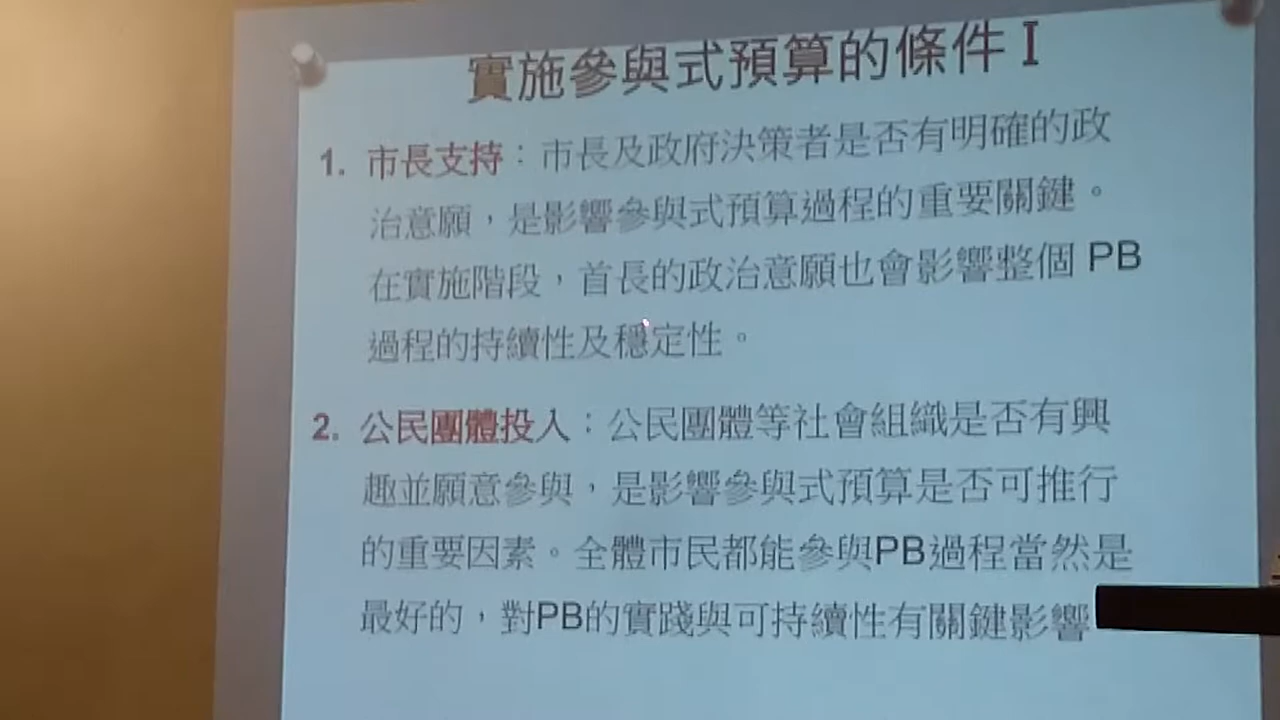 實施參與式預算的條件 I
1. 市長支持：市長及政府決策者是否有明確的政
治意願，是影響參與式預算過程的重要關鍵。
在實施階段，首長的政治意願也會影響整個 PB
過程的持續性及穩定性。
2. 公民團體投入：公民團體等社會組織是否有興
趣並願意參與，是影響參與式預算是否可推行
的重要因素。全體市民都能參與PB過程當然是
最好的，對PB的實踐與可持續性有關鍵影響